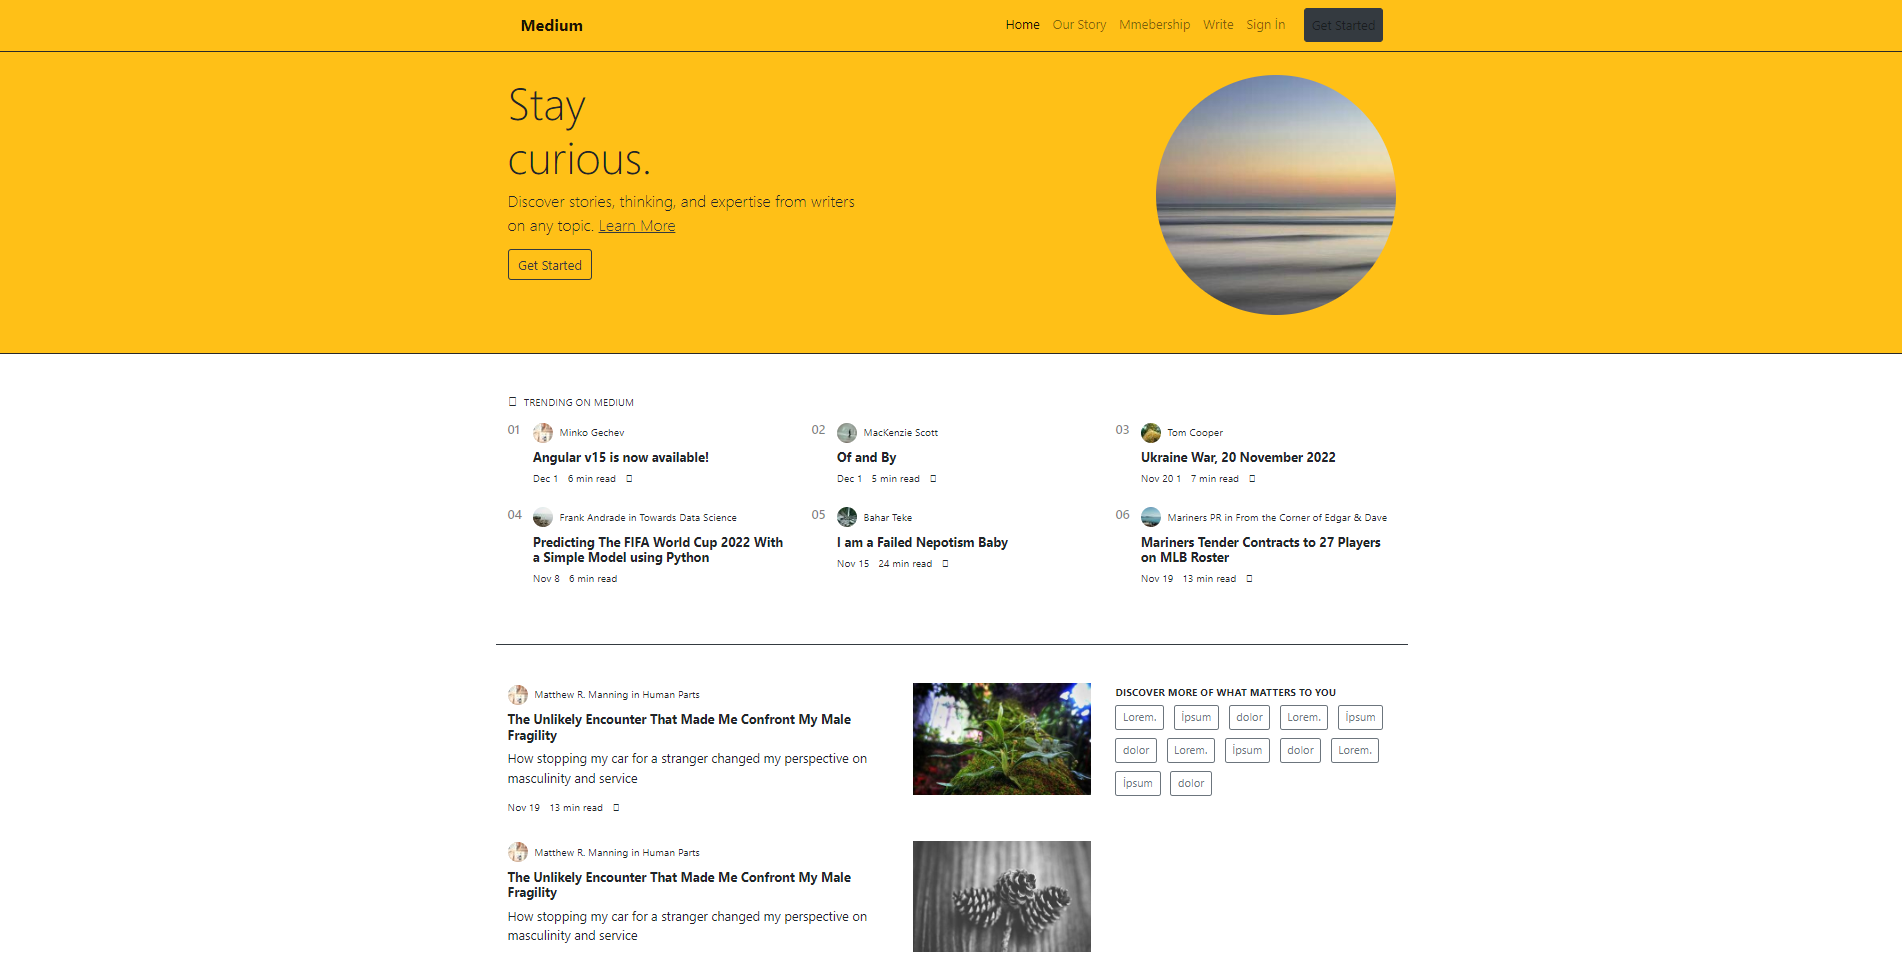 Medium
Home Our Story Mmebership Write Sign İn Get Started
Stay
curious.
Discover stories, thinking, and expertise from writers
on any topic. Learn More
Get Started
TRENDING ON MEDIUM
01 Minko Gechev
Angular v15 is now available!
Dec 1 6 min read
02 MacKenzie Scott
Of and By
Dec 1 5 min read
03 Tom Cooper
Ukraine War, 20 November 2022
Nov 20 1 7 min read
04 Frank Andrade in Towards Data Science
Predicting The FIFA World Cup 2022 With
a Simple Model using Python
Nov 8 6 min read
05 Bahar Teke
I am a Failed Nepotism Baby
Nov 15 24 min read
06 Mariners PR in From the Corner of Edgar & Dave
Mariners Tender Contracts to 27 Players
on MLB Roster
Nov 19 13 min read
Matthew R. Manning in Human Parts
The Unlikely Encounter That Made Me Confront My Male
Fragility
How stopping my car for a stranger changed my perspective on
masculinity and service
Nov 19 13 min read
Matthew R. Manning in Human Parts
The Unlikely Encounter That Made Me Confront My Male
Fragility
How stopping my car for a stranger changed my perspective on
masculinity and service
DISCOVER MORE OF WHAT MATTERS TO YOU
Lorem. İpsum dolor Lorem. İpsum
dolor Lorem. İpsum dolor Lorem.
İpsum dolor